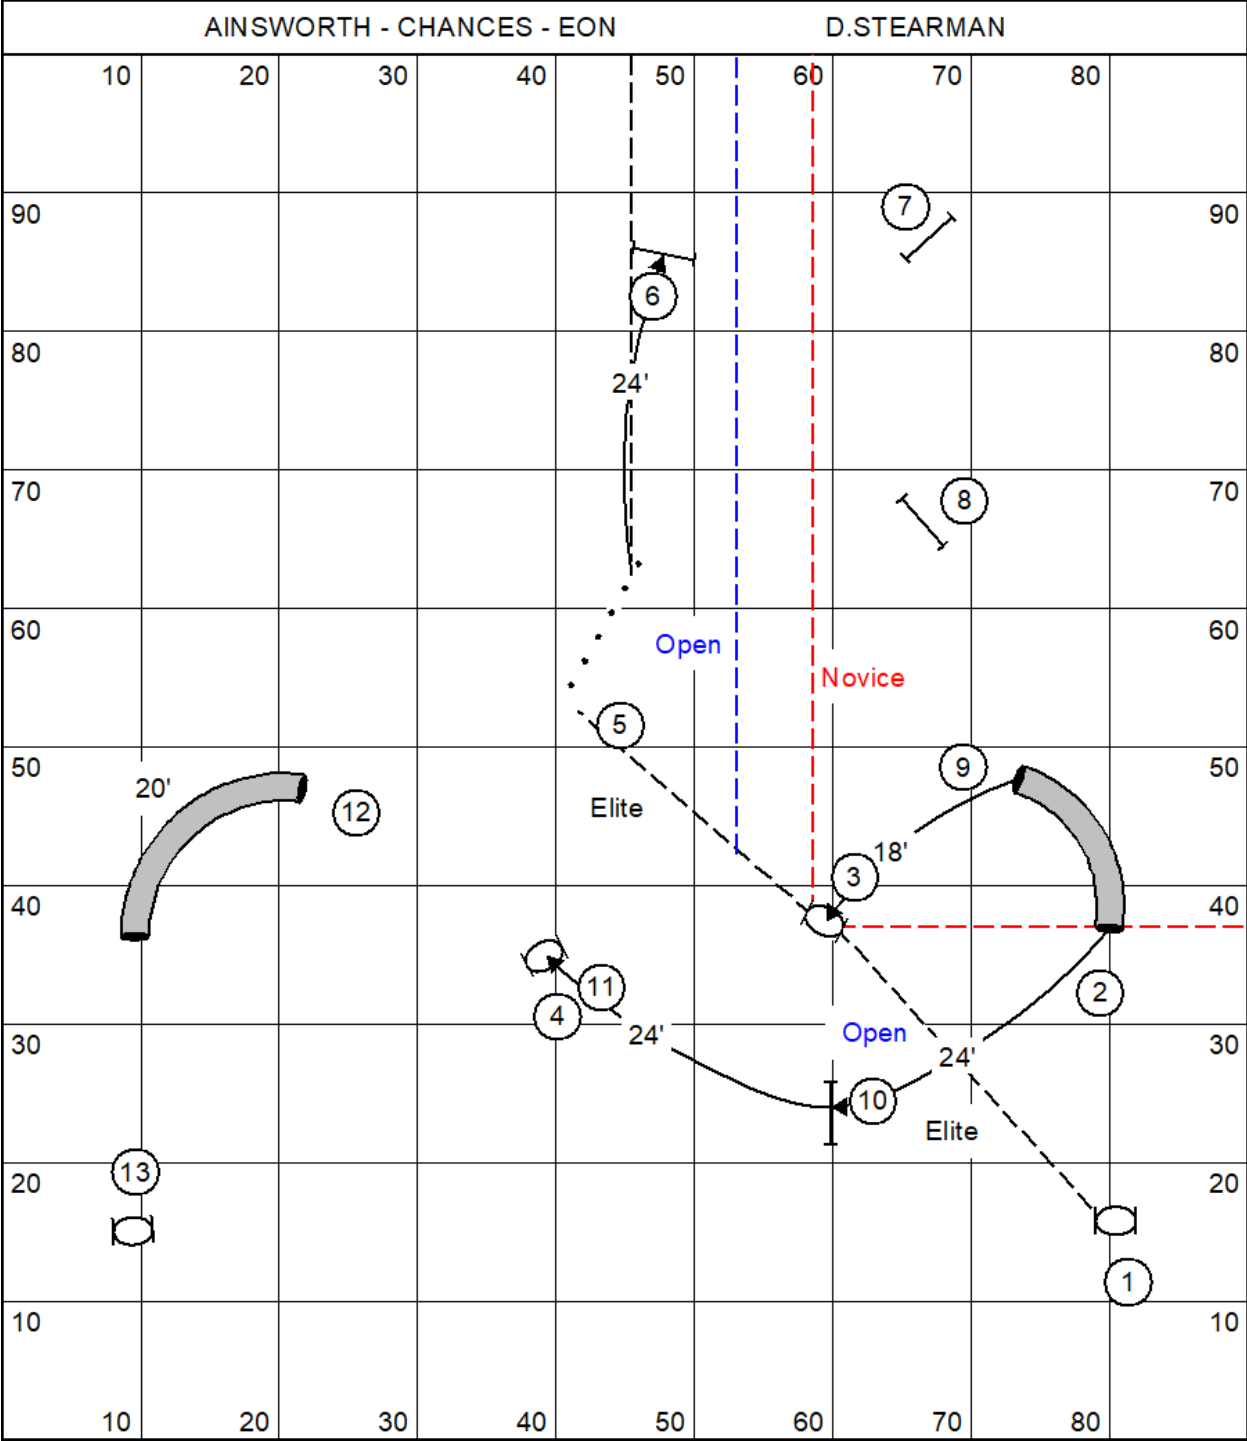 AINSWORTH - CHANCES - EON D.STEARMAN
10 20 30 40 50 60 70 80
90 7 90
6
80 80
24'
70 8 70
60 60
Open
Novice
5
50 9 50
20' 12 Elite
18'
40 3 40
11 2
4
30 24' Open 24' 30
10
Elite
20 13 20
1
10 10
10 20 30 40 50 60 70 80